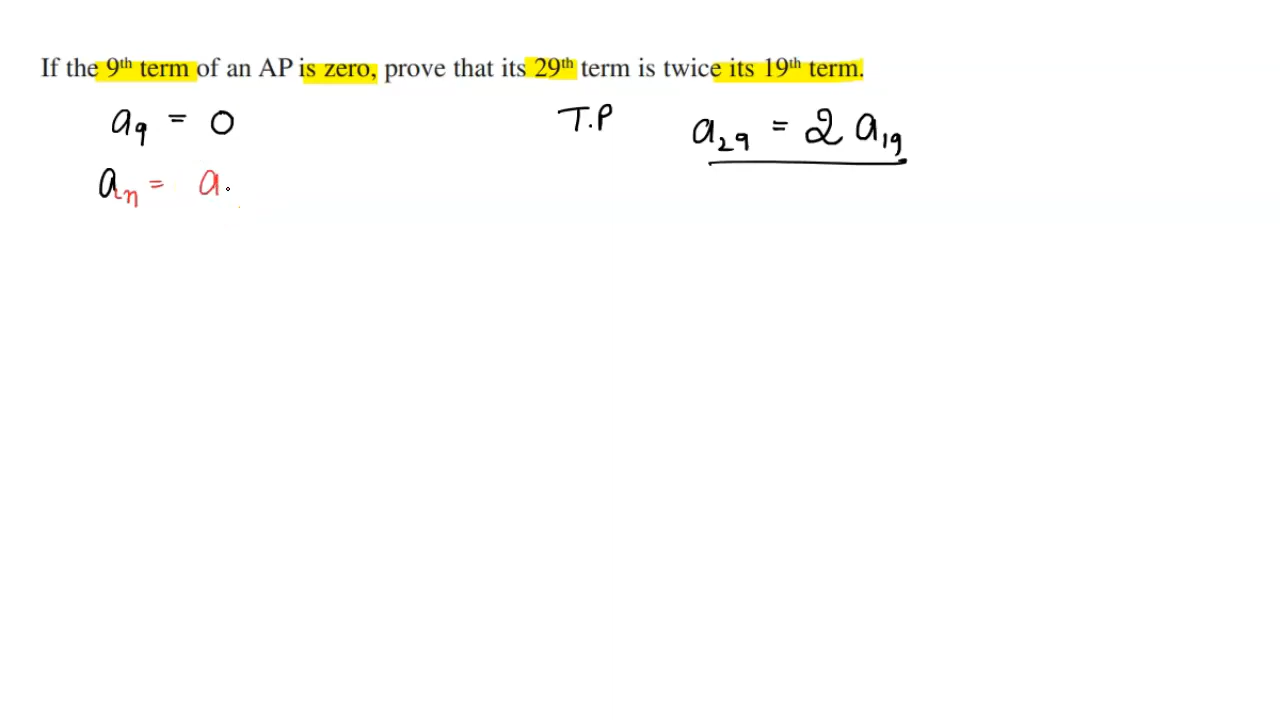 If the 9th term of an AP is zero, prove that its 29th term is twice its 19th term.
a9 = 0 T.P a29 = 2 a19
an = a